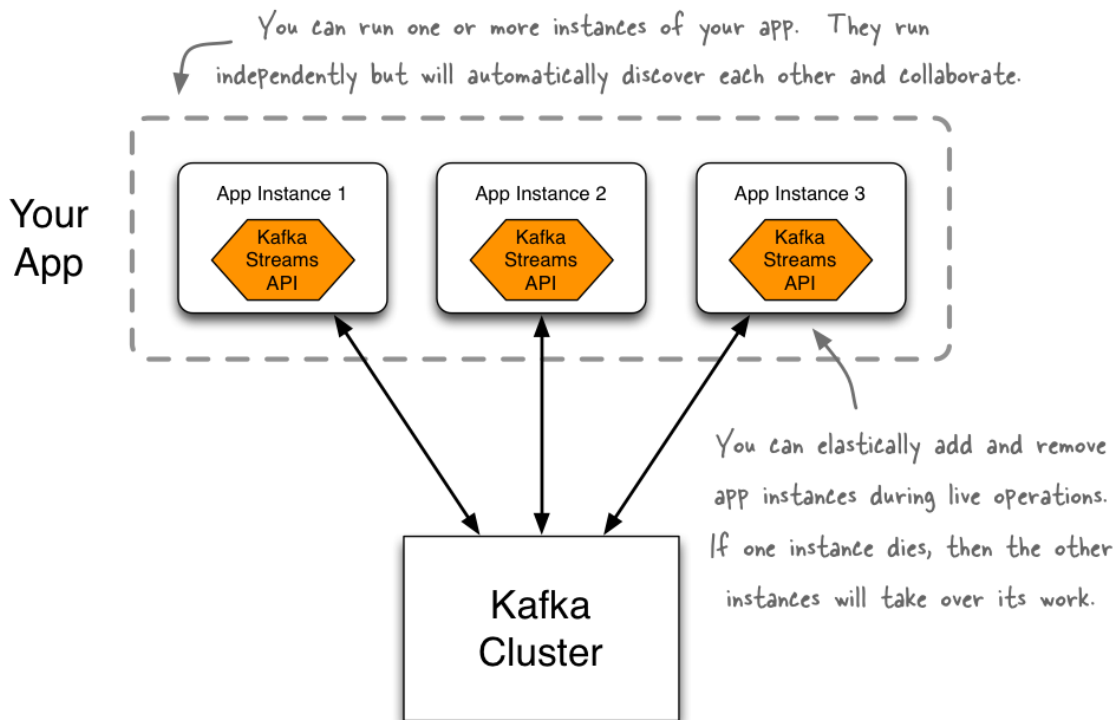 You can run one or more instances of your app. They run
independently but will automatically discover each other and collaborate.
Your
App
App Instance 1
Kafka
Streams
API
App Instance 2
Kafka
Streams
API
App Instance 3
Kafka
Streams
API
You can elastically add and remove
app instances during live operations.
If one instance dies, then the other
instances will take over its work.
Kafka
Cluster